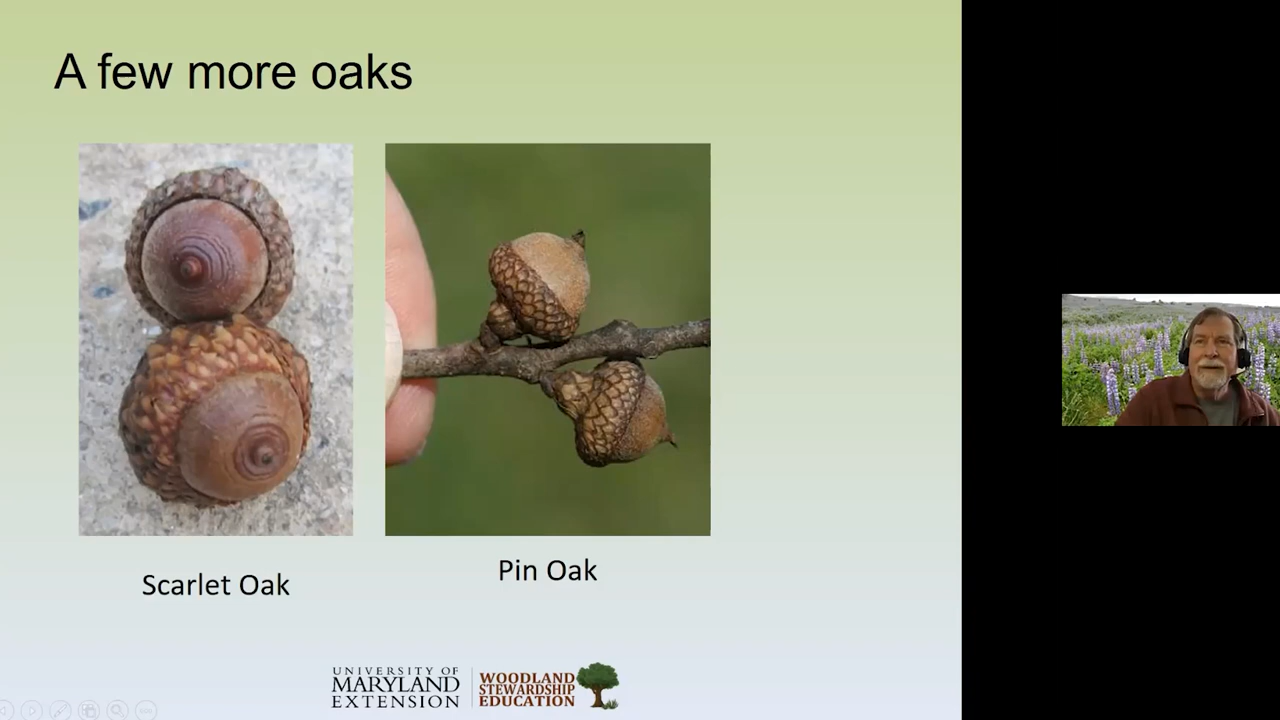 A few more oaks
Scarlet Oak
Pin Oak
UNIVERSITY OF
MARYLAND
EXTENSION
WOODLAND
STEWARDSHIP
EDUCATION